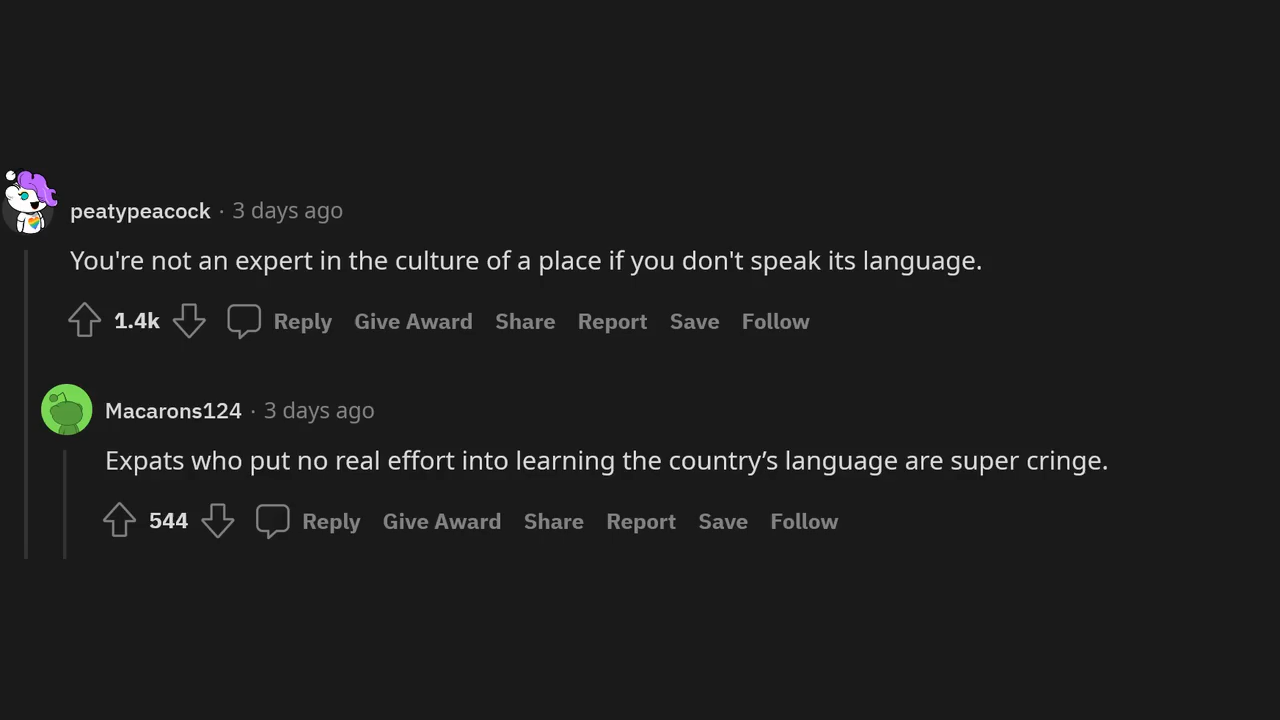 peatypeacock · 3 days ago
You're not an expert in the culture of a place if you don't speak its language.
1.4k Reply Give Award Share Report Save Follow
Macarons124 · 3 days ago
Expats who put no real effort into learning the country’s language are super cringe.
544 Reply Give Award Share Report Save Follow